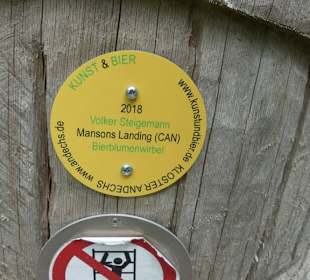 KUNST & BIER
2018
Volker Steigemann
Mansons Landing (CAN)
Bierblumenwirbel
www.kunstundbier.de
KLOSTER ANDECHS
www.andechs.de